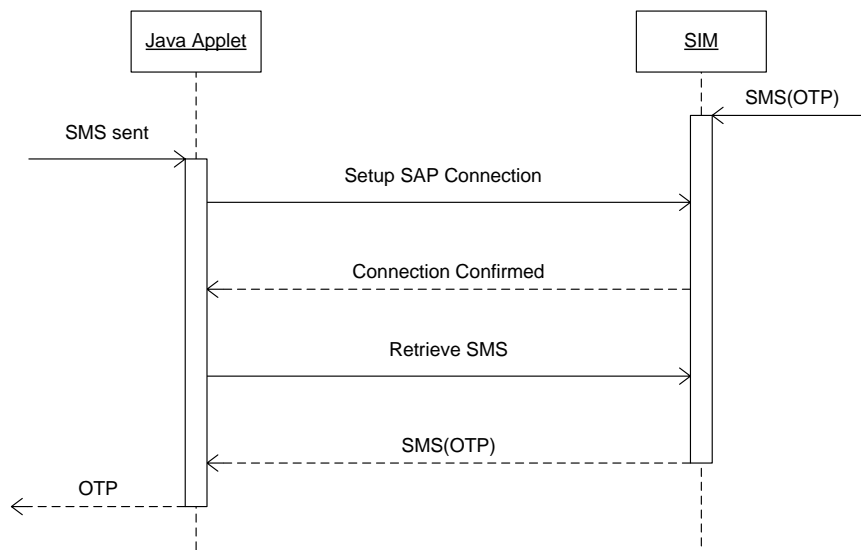 Java Applet
SIM
SMS(OTP)
SMS sent
Setup SAP Connection
Connection Confirmed
Retrieve SMS
SMS(OTP)
OTP